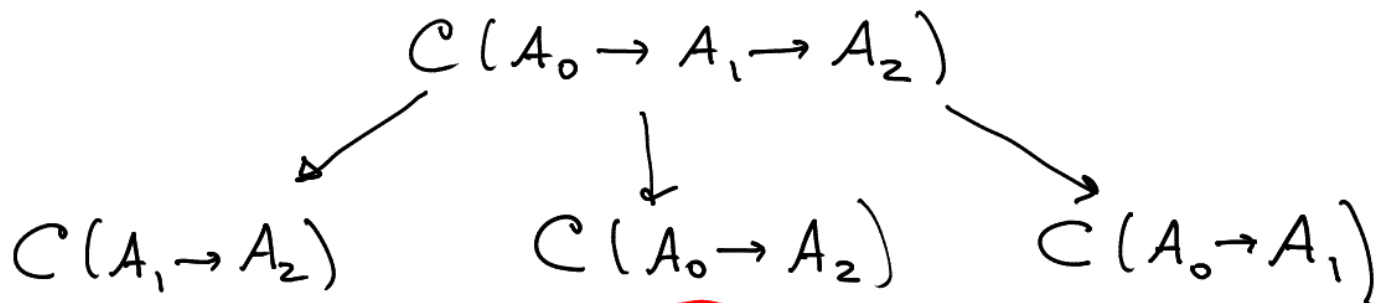 C(A₀ → A₁ → A₂)
C(A₁ → A₂) C(A₀ → A₂) C(A₀ → A₁)